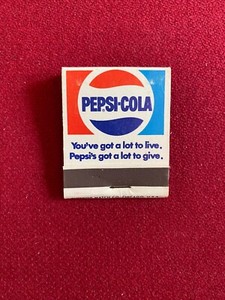 PEPSI-COLA
You've got a lot to live.
Pepsi's got a lot to give.